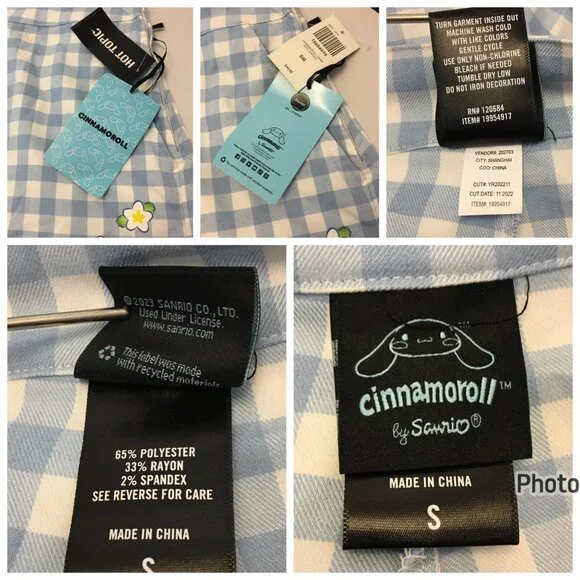 HOT TOPIC
CINNAMOROLL
SM
cinnamoroll
TURN GARMENT INSIDE OUT
MACHINE WASH COLD
WITH LIKE COLORS
GENTLE CYCLE
USE ONLY NON-CHLORINE
BLEACH IF NEEDED
TUMBLE DRY LOW
DO NOT IRON DECORATION
RN# 120684
ITEM# 19954917
VENDOR# 202703
CITY: SHANGHAI
COO: CHINA
CUT#: YR202211
CUT DATE: 11.2022
ITEM# 19954917
©2023 SANRIO CO., LTD.
Used Under License.
www.sanrio.com
This label was made
with recycled materials
65% POLYESTER
33% RAYON
2% SPANDEX
SEE REVERSE FOR CARE
MADE IN CHINA
S
TM
cinnamoroll™
by Sanrio®
MADE IN CHINA
S
Photo